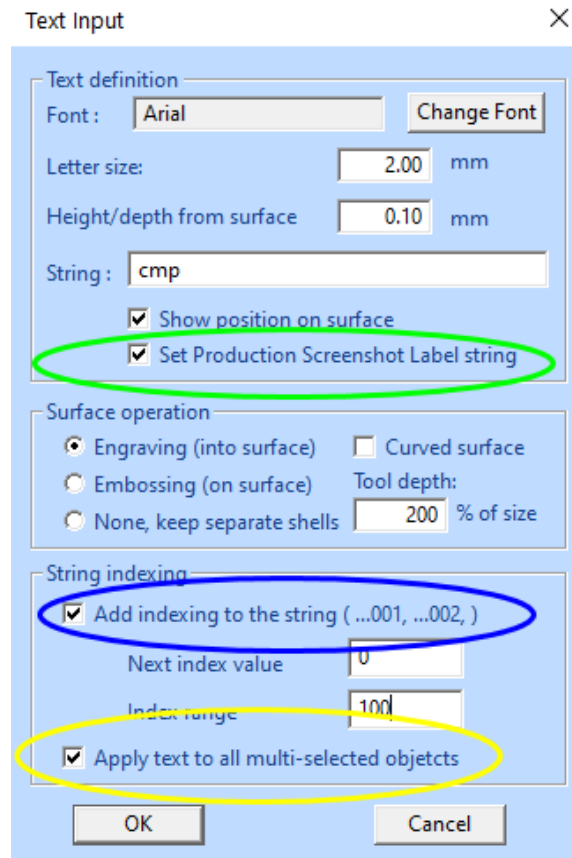 Text Input
Text definition
Font : Arial Change Font
Letter size: 2.00 mm
Height/depth from surface 0.10 mm
String : cmp
Show position on surface
Set Production Screenshot Label string
Surface operation
Engraving (into surface) Curved surface
Embossing (on surface) Tool depth:
None, keep separate shells 200 % of size
String indexing
Add indexing to the string ( ...001, ...002, )
Next index value 0
Index range 100
Apply text to all multi-selected objetcts
OK Cancel